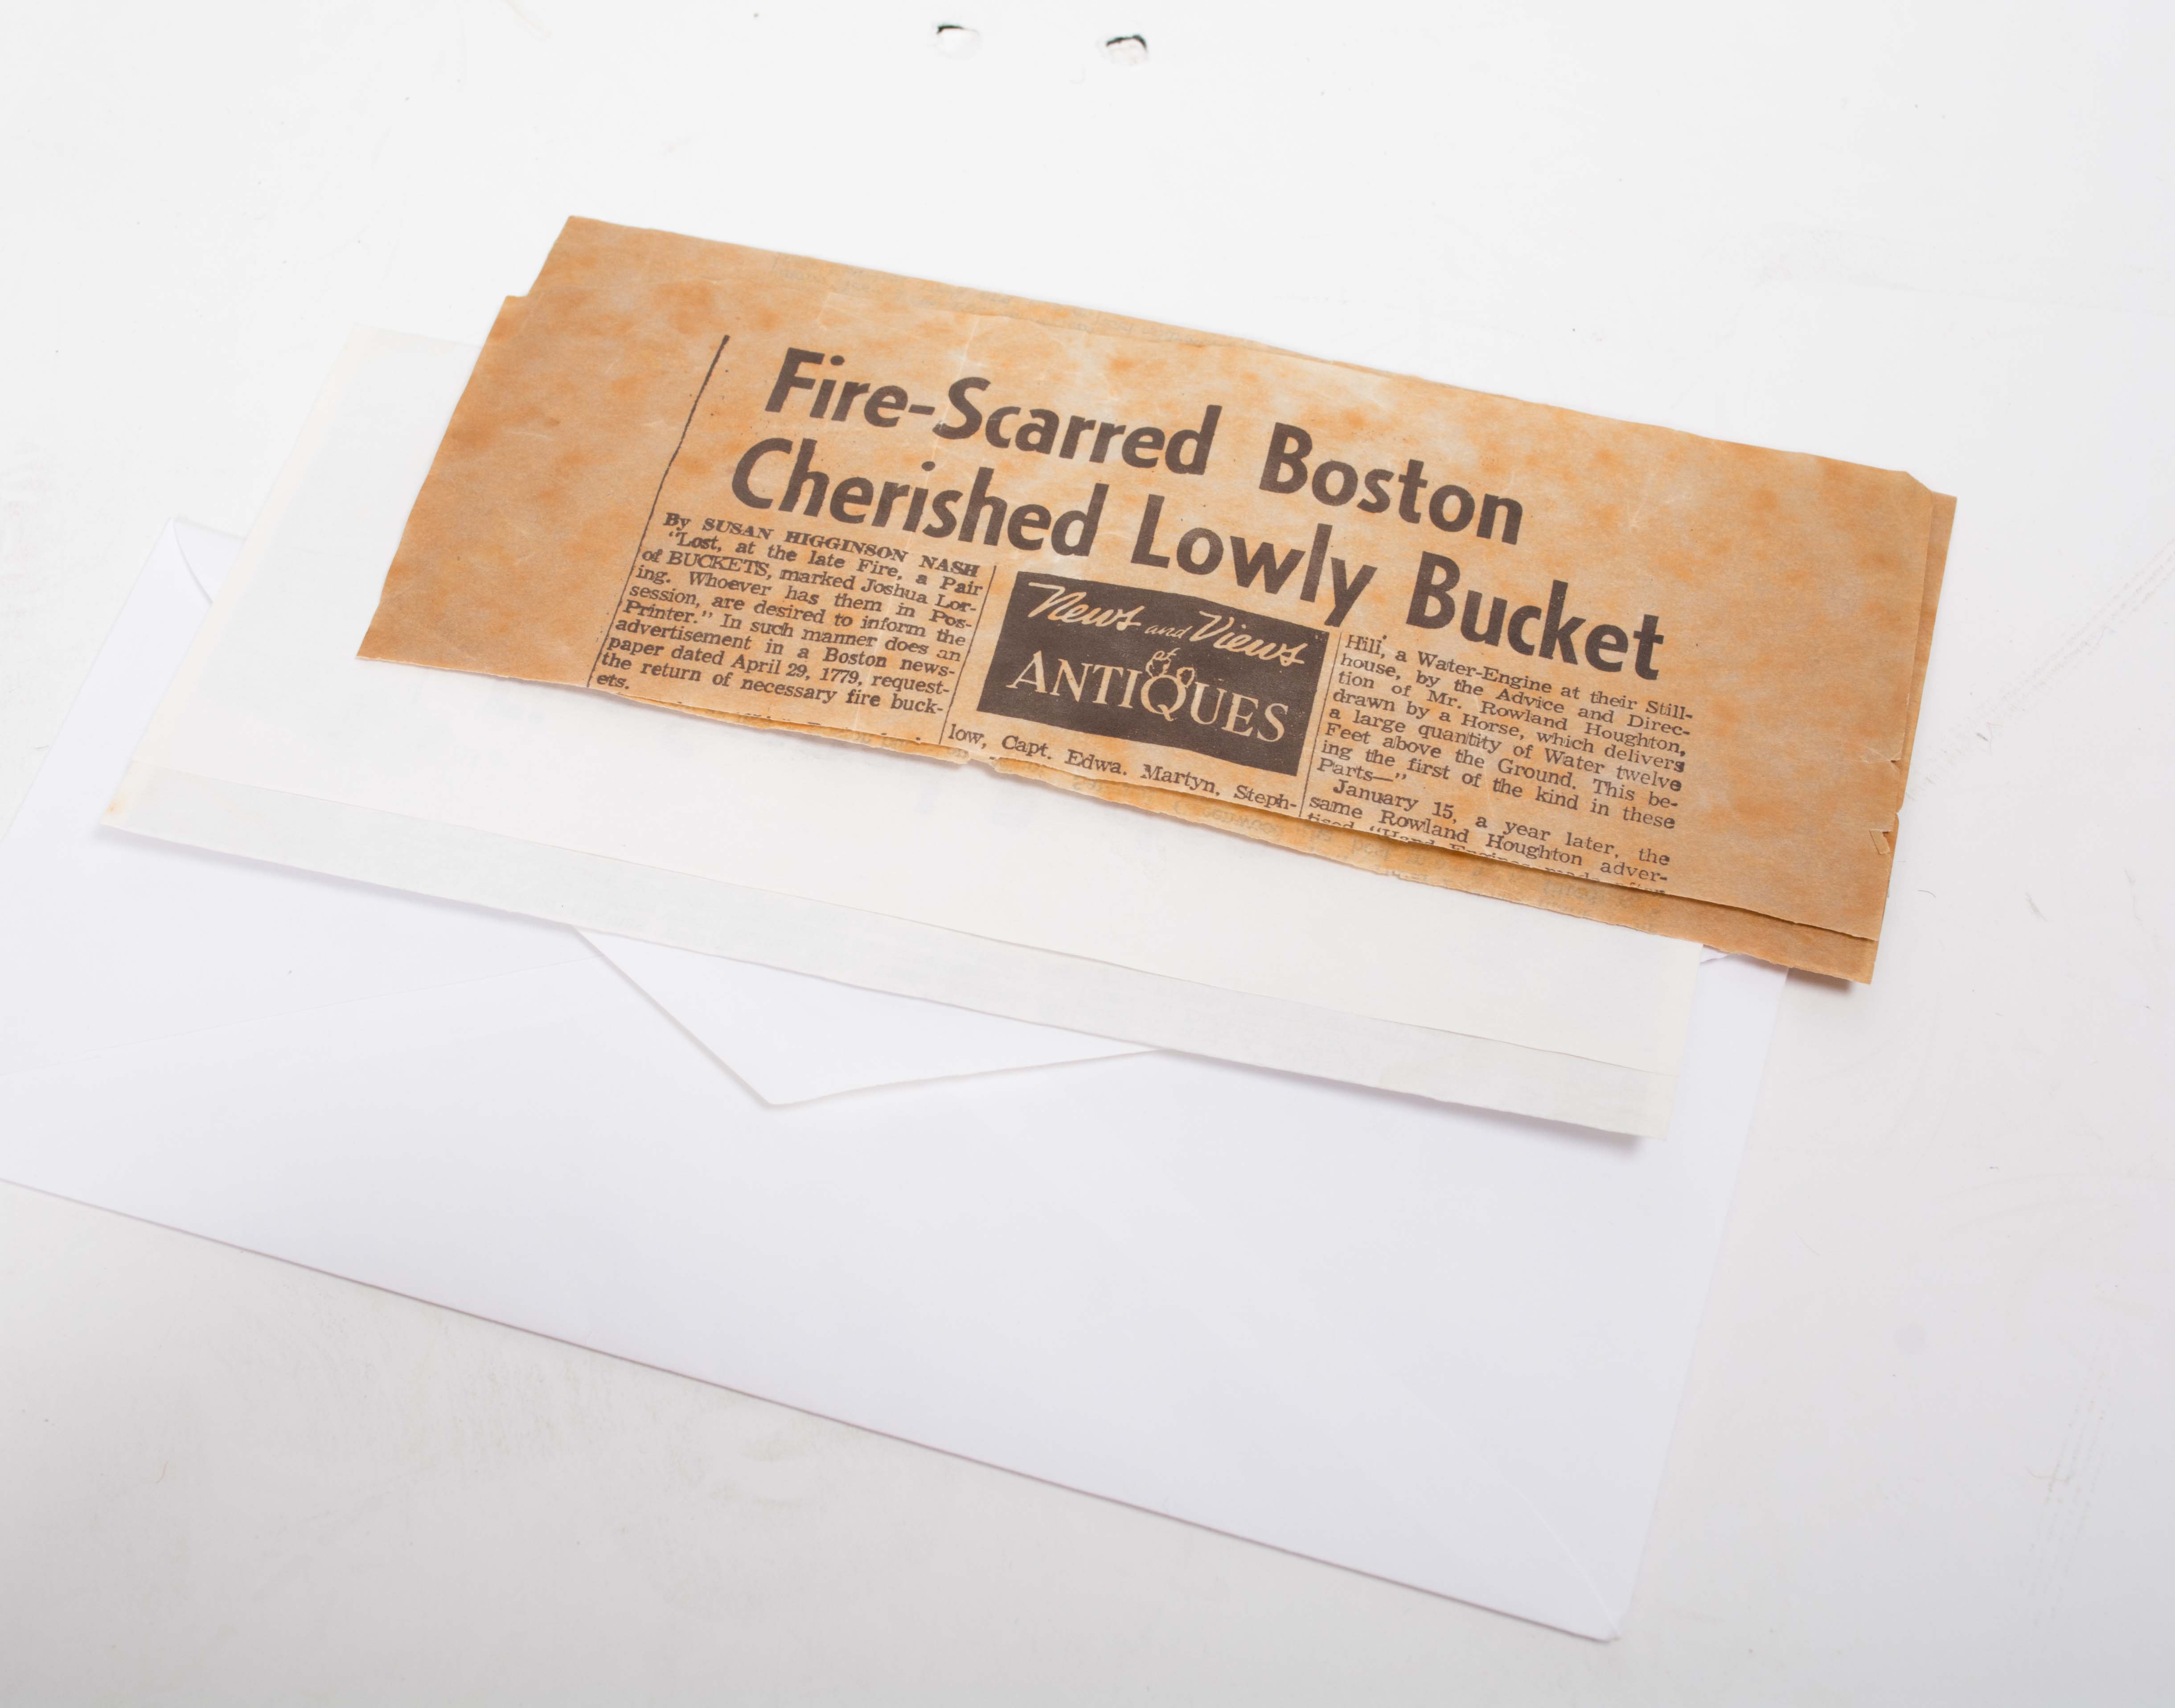 Fire-Scarred Boston
Cherished Lowly Bucket
By SUSAN HIGGINSON NASH
"Lost, at the late Fire, a Pair
of BUCKETS, marked Joshua Lor-
ing. Whoever has them in Pos-
session, are desired to inform the
Printer." In such manner does an
advertisement in a Boston news-
paper dated April 29, 1779, request-
the return of necessary fire buck-
ets.
News and Views
of
ANTIQUES
low, Capt. Edwa. Martyn, Steph-
Hill, a Water-Engine at their Still-
house, by the Advice and Direc-
tion of Mr. Rowland Houghton,
drawn by a Horse, which delivers
a large quantity of Water twelve
Feet above the Ground. This be-
ing the first of the kind in these
Parts—"
January 15, a year later, the
same Rowland Houghton adver-
tised "Hand Engines made after